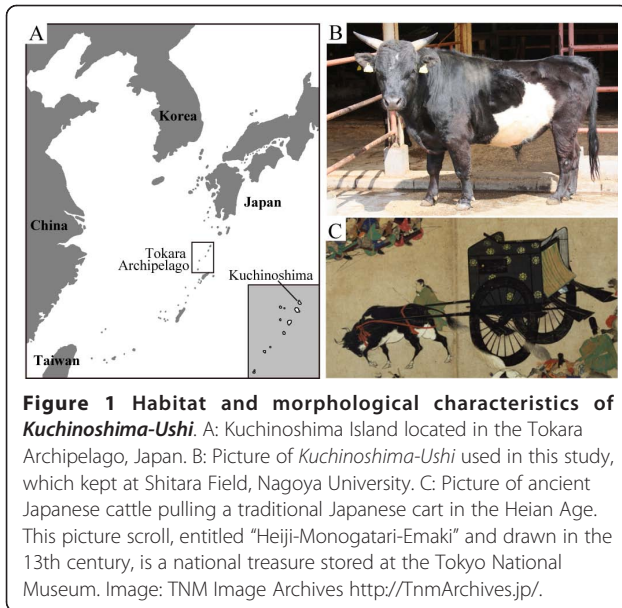 A
Korea
Japan
China
Tokara
Archipelago
Kuchinoshima
Taiwan
B
C
Figure 1 Habitat and morphological characteristics of
Kuchinoshima-Ushi. A: Kuchinoshima Island located in the Tokara
Archipelago, Japan. B: Picture of Kuchinoshima-Ushi used in this study,
which kept at Shitara Field, Nagoya University. C: Picture of ancient
Japanese cattle pulling a traditional Japanese cart in the Heian Age.
This picture scroll, entitled “Heiji-Monogatari-Emaki” and drawn in the
13th century, is a national treasure stored at the Tokyo National
Museum. Image: TNM Image Archives http://TnmArchives.jp/.